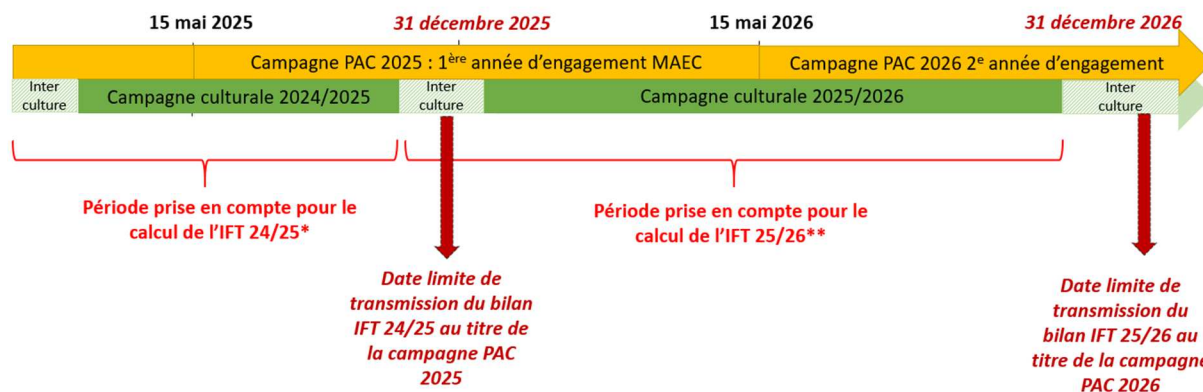 15 mai 2025
31 décembre 2025
15 mai 2026
31 décembre 2026
Campagne PAC 2025 : 1ère année d'engagement MAEC
Campagne PAC 2026 2e année d'engagement
Inter
culture
Campagne culturale 2024/2025
Inter
culture
Campagne culturale 2025/2026
Inter
culture
Période prise en compte pour le
calcul de l'IFT 24/25*
Période prise en compte pour le
calcul de l'IFT 25/26**
Date limite de
transmission du bilan
IFT 24/25 au titre de
la campagne PAC
2025
Date limite de
transmission du
bilan IFT 25/26 au
titre de la campagne
PAC 2026